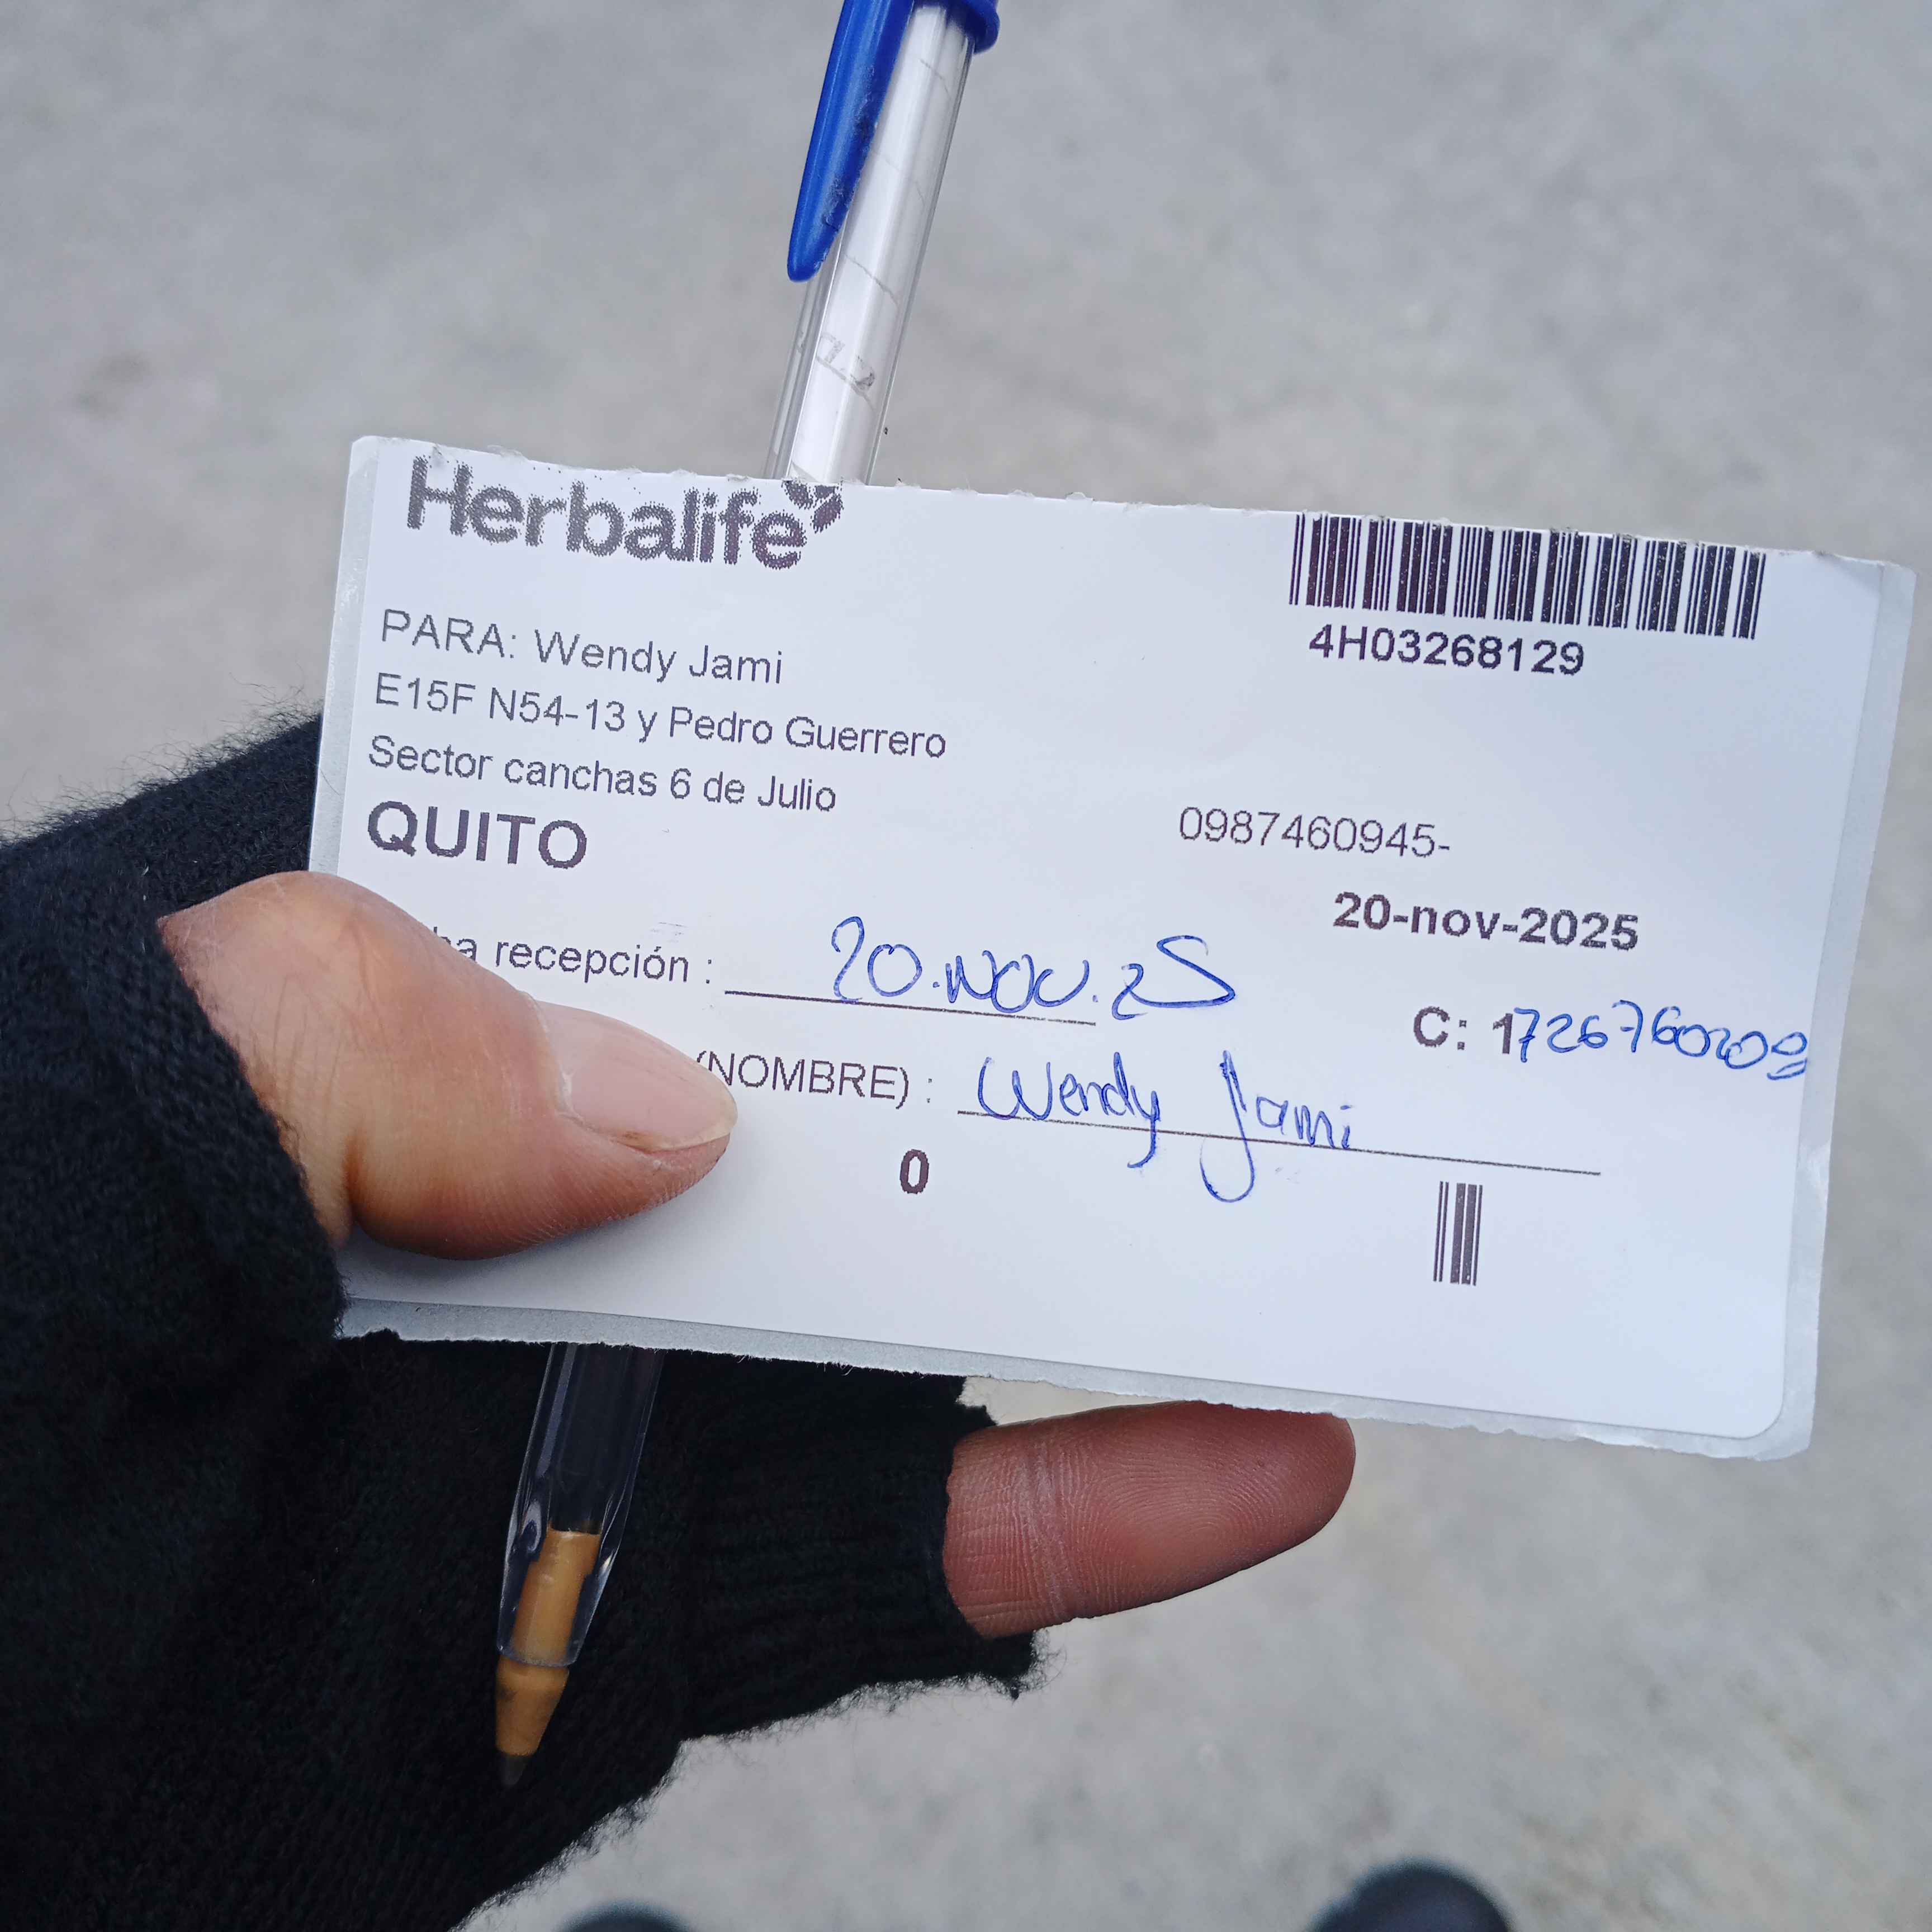 Herbalife
4H03268129
PARA: Wendy Jami
E15F N54-13 y Pedro Guerrero
Sector canchas 6 de Julio
QUITO
0987460945-
20-nov-2025
recepción : 20.NOV.25
C: 1726760209
(NOMBRE) : Wendy Jami
0